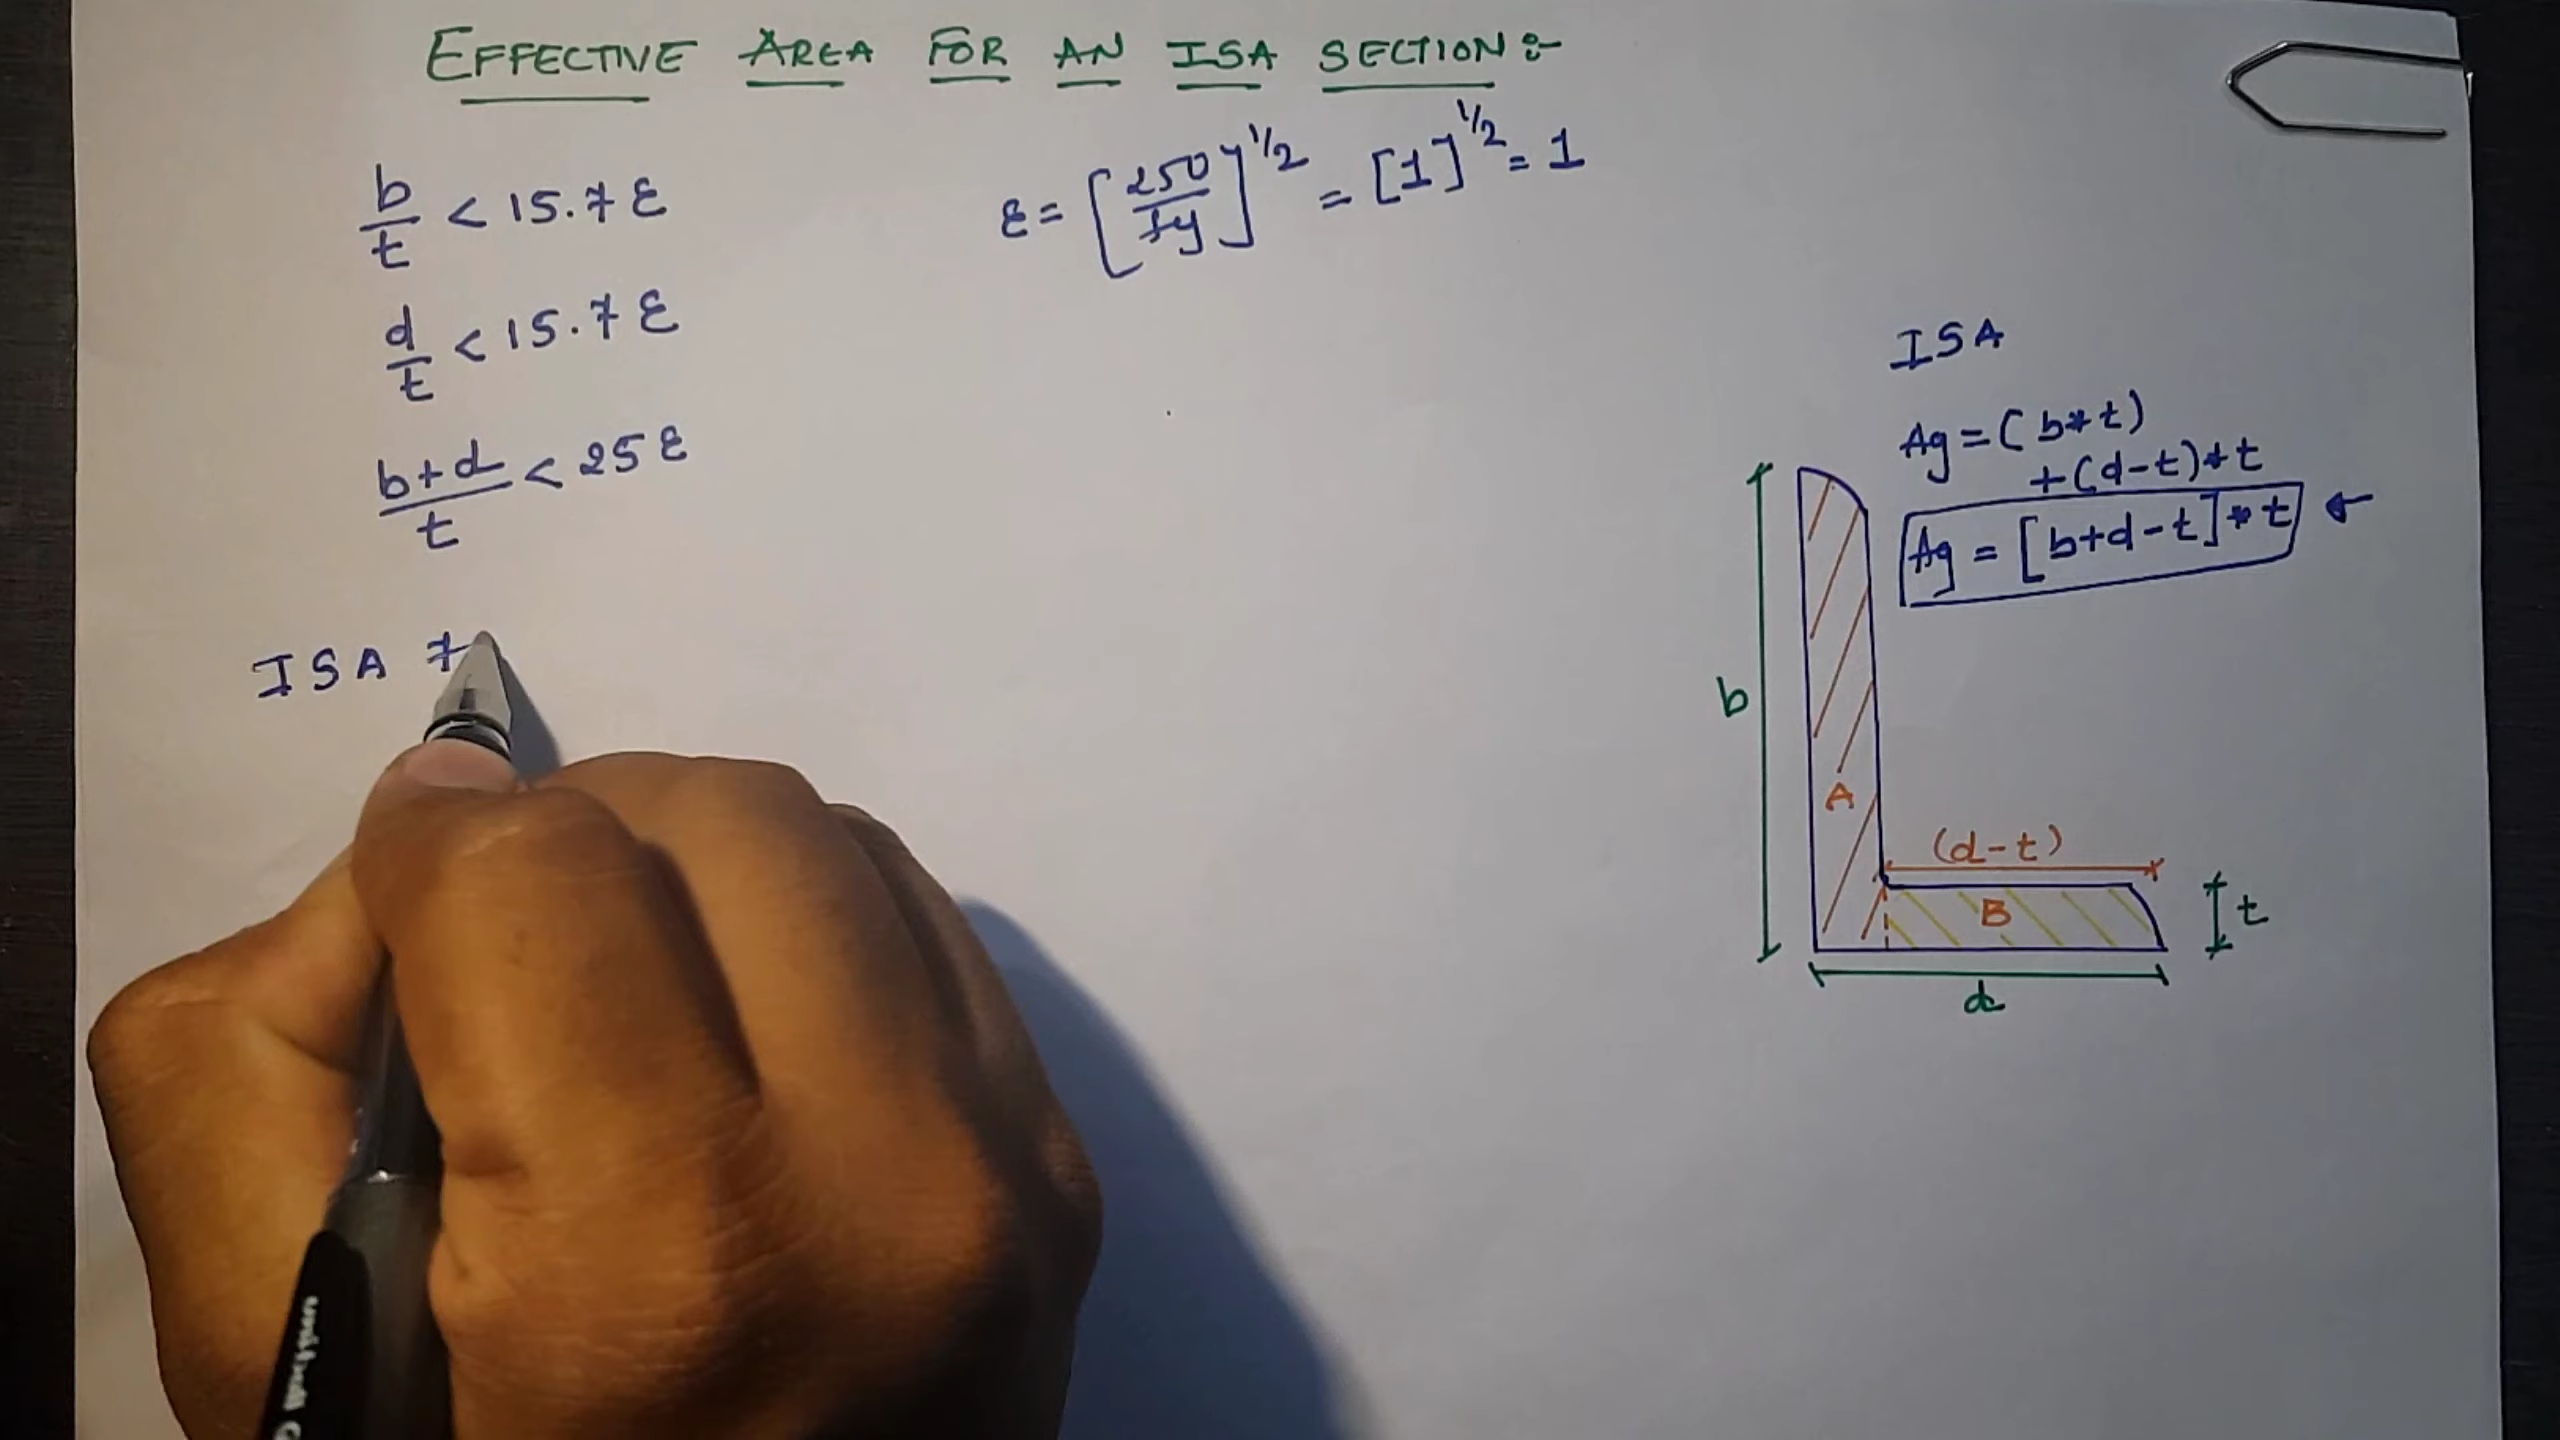 EFFECTIVE AREA FOR AN ISA SECTION :-
b/t < 15.7 ε
ε = [250/fy]^1/2 = [1]^1/2 = 1
d/t < 15.7 ε
b+d/t < 25 ε
ISA 7
ISA
Ag = (b*t)
+(d-t)*t
Ag = [b+d-t]*t
b
A
(d-t)
B
t
d